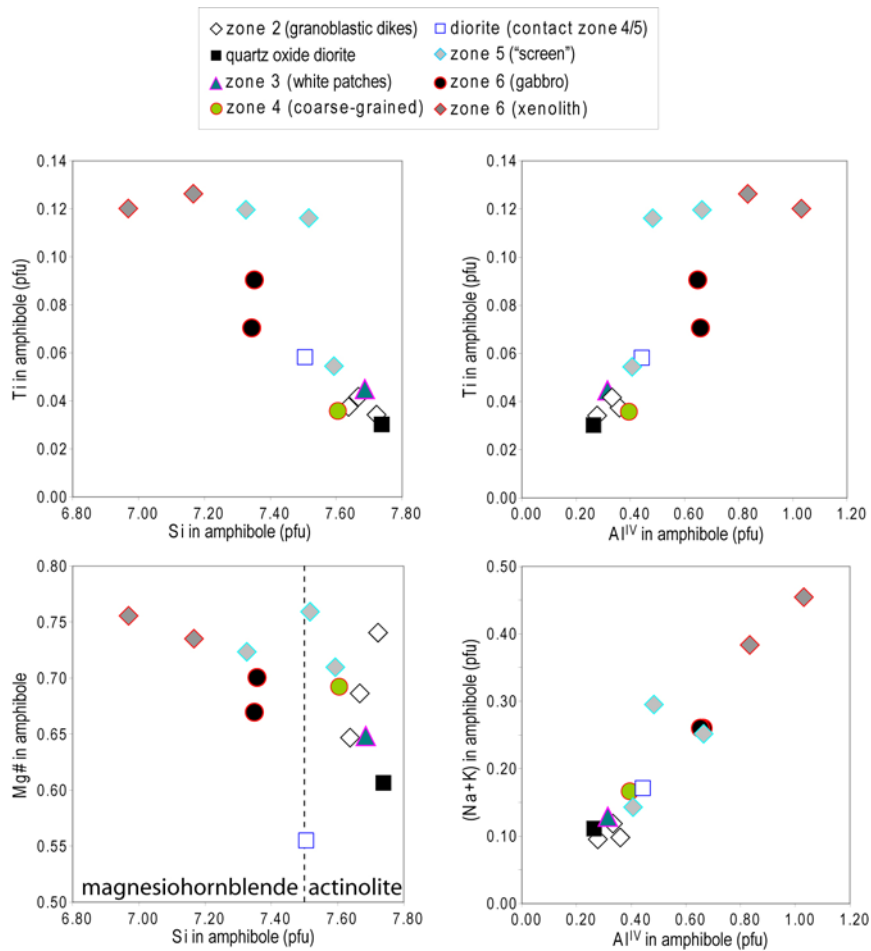 zone 2 (granoblastic dikes)
diorite (contact zone 4/5)
quartz oxide diorite
zone 5 (“screen”)
zone 3 (white patches)
zone 6 (gabbro)
zone 4 (coarse-grained)
zone 6 (xenolith)
Ti in amphibole (pfu)
0.14
0.12
0.10
0.08
0.06
0.04
0.02
0.00
6.80 7.00 7.20 7.40 7.60 7.80
Si in amphibole (pfu)
Ti in amphibole (pfu)
0.14
0.12
0.10
0.08
0.06
0.04
0.02
0.00
0.00 0.20 0.40 0.60 0.80 1.00 1.20
Al^IV in amphibole (pfu)
Mg# in amphibole
0.80
0.75
0.70
0.65
0.60
0.55
0.50
magnesiohornblende actinolite
6.80 7.00 7.20 7.40 7.60 7.80
Si in amphibole (pfu)
(Na+K) in amphibole (pfu)
0.50
0.40
0.30
0.20
0.10
0.00
0.00 0.20 0.40 0.60 0.80 1.00 1.20
Al^IV in amphibole (pfu)